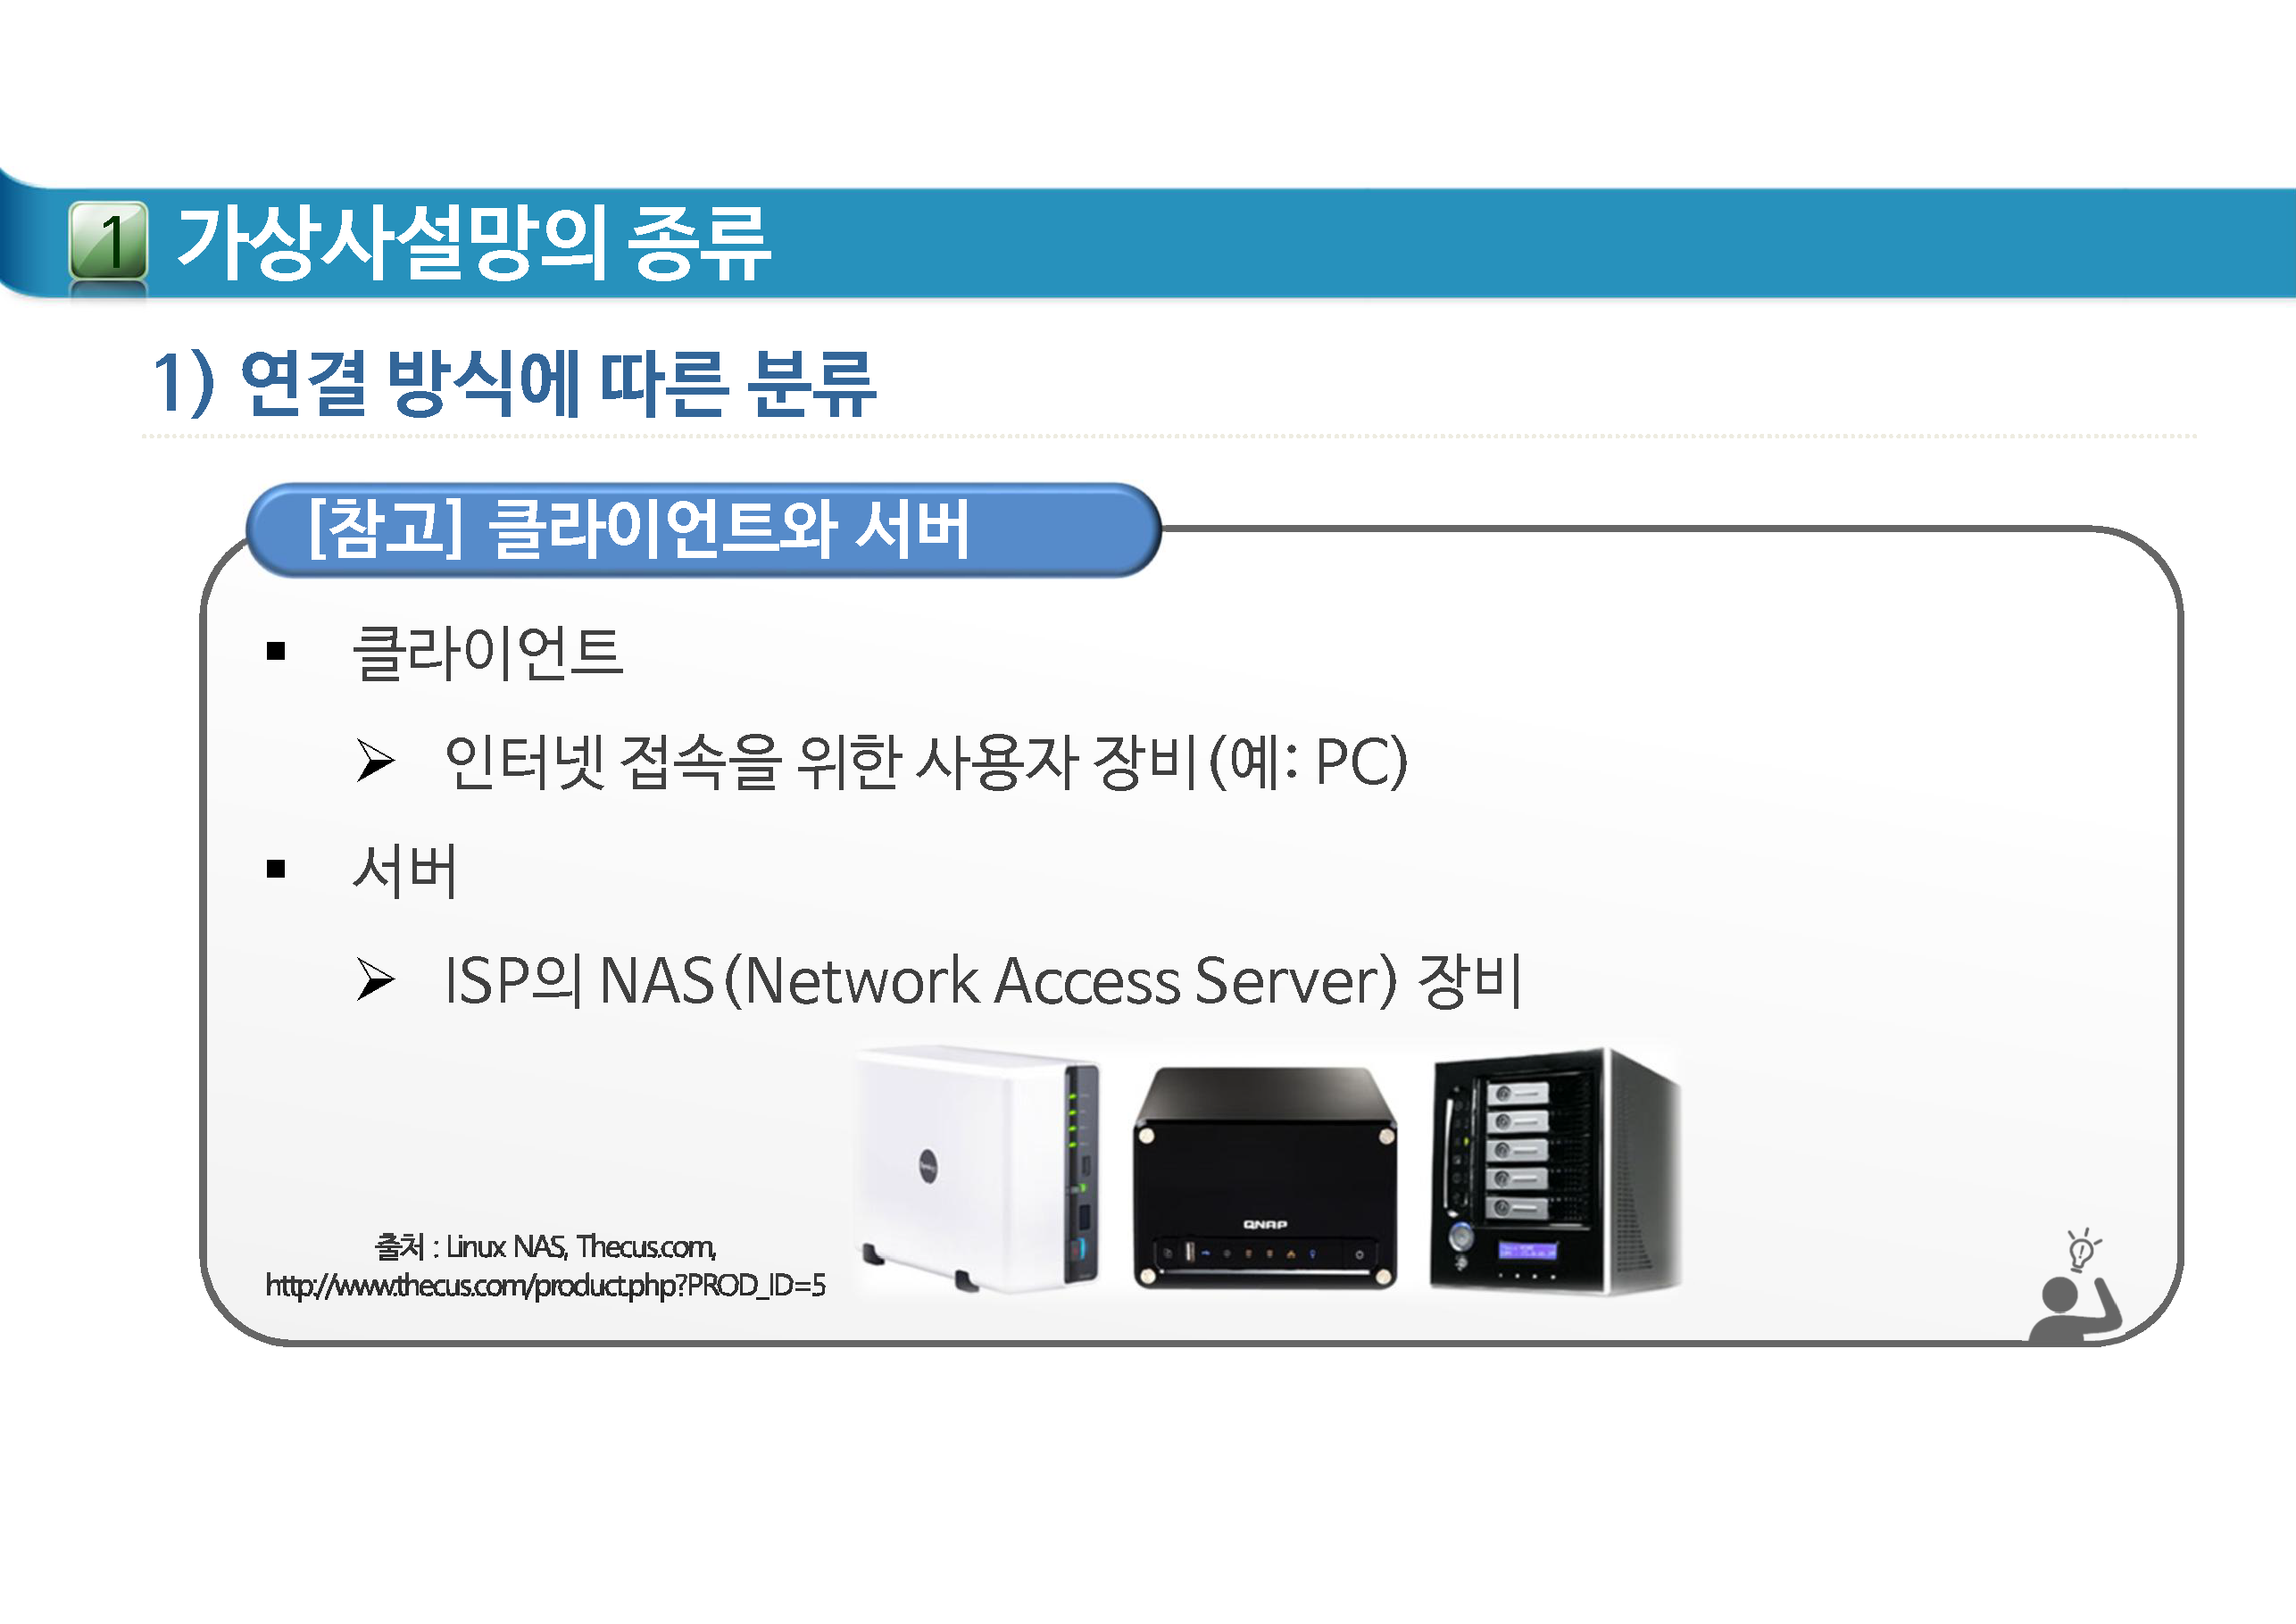 1 가상사설망의 종류
1) 연결 방식에 따른 분류
[참고] 클라이언트와 서버
▪ 클라이언트
➢ 인터넷 접속을 위한 사용자 장비(예: PC)
▪ 서버
➢ ISP의 NAS(Network Access Server) 장비
QNAP
출처 : Linux NAS, Thecus.com,
http://www.thecus.com/product.php?PROD_ID=5